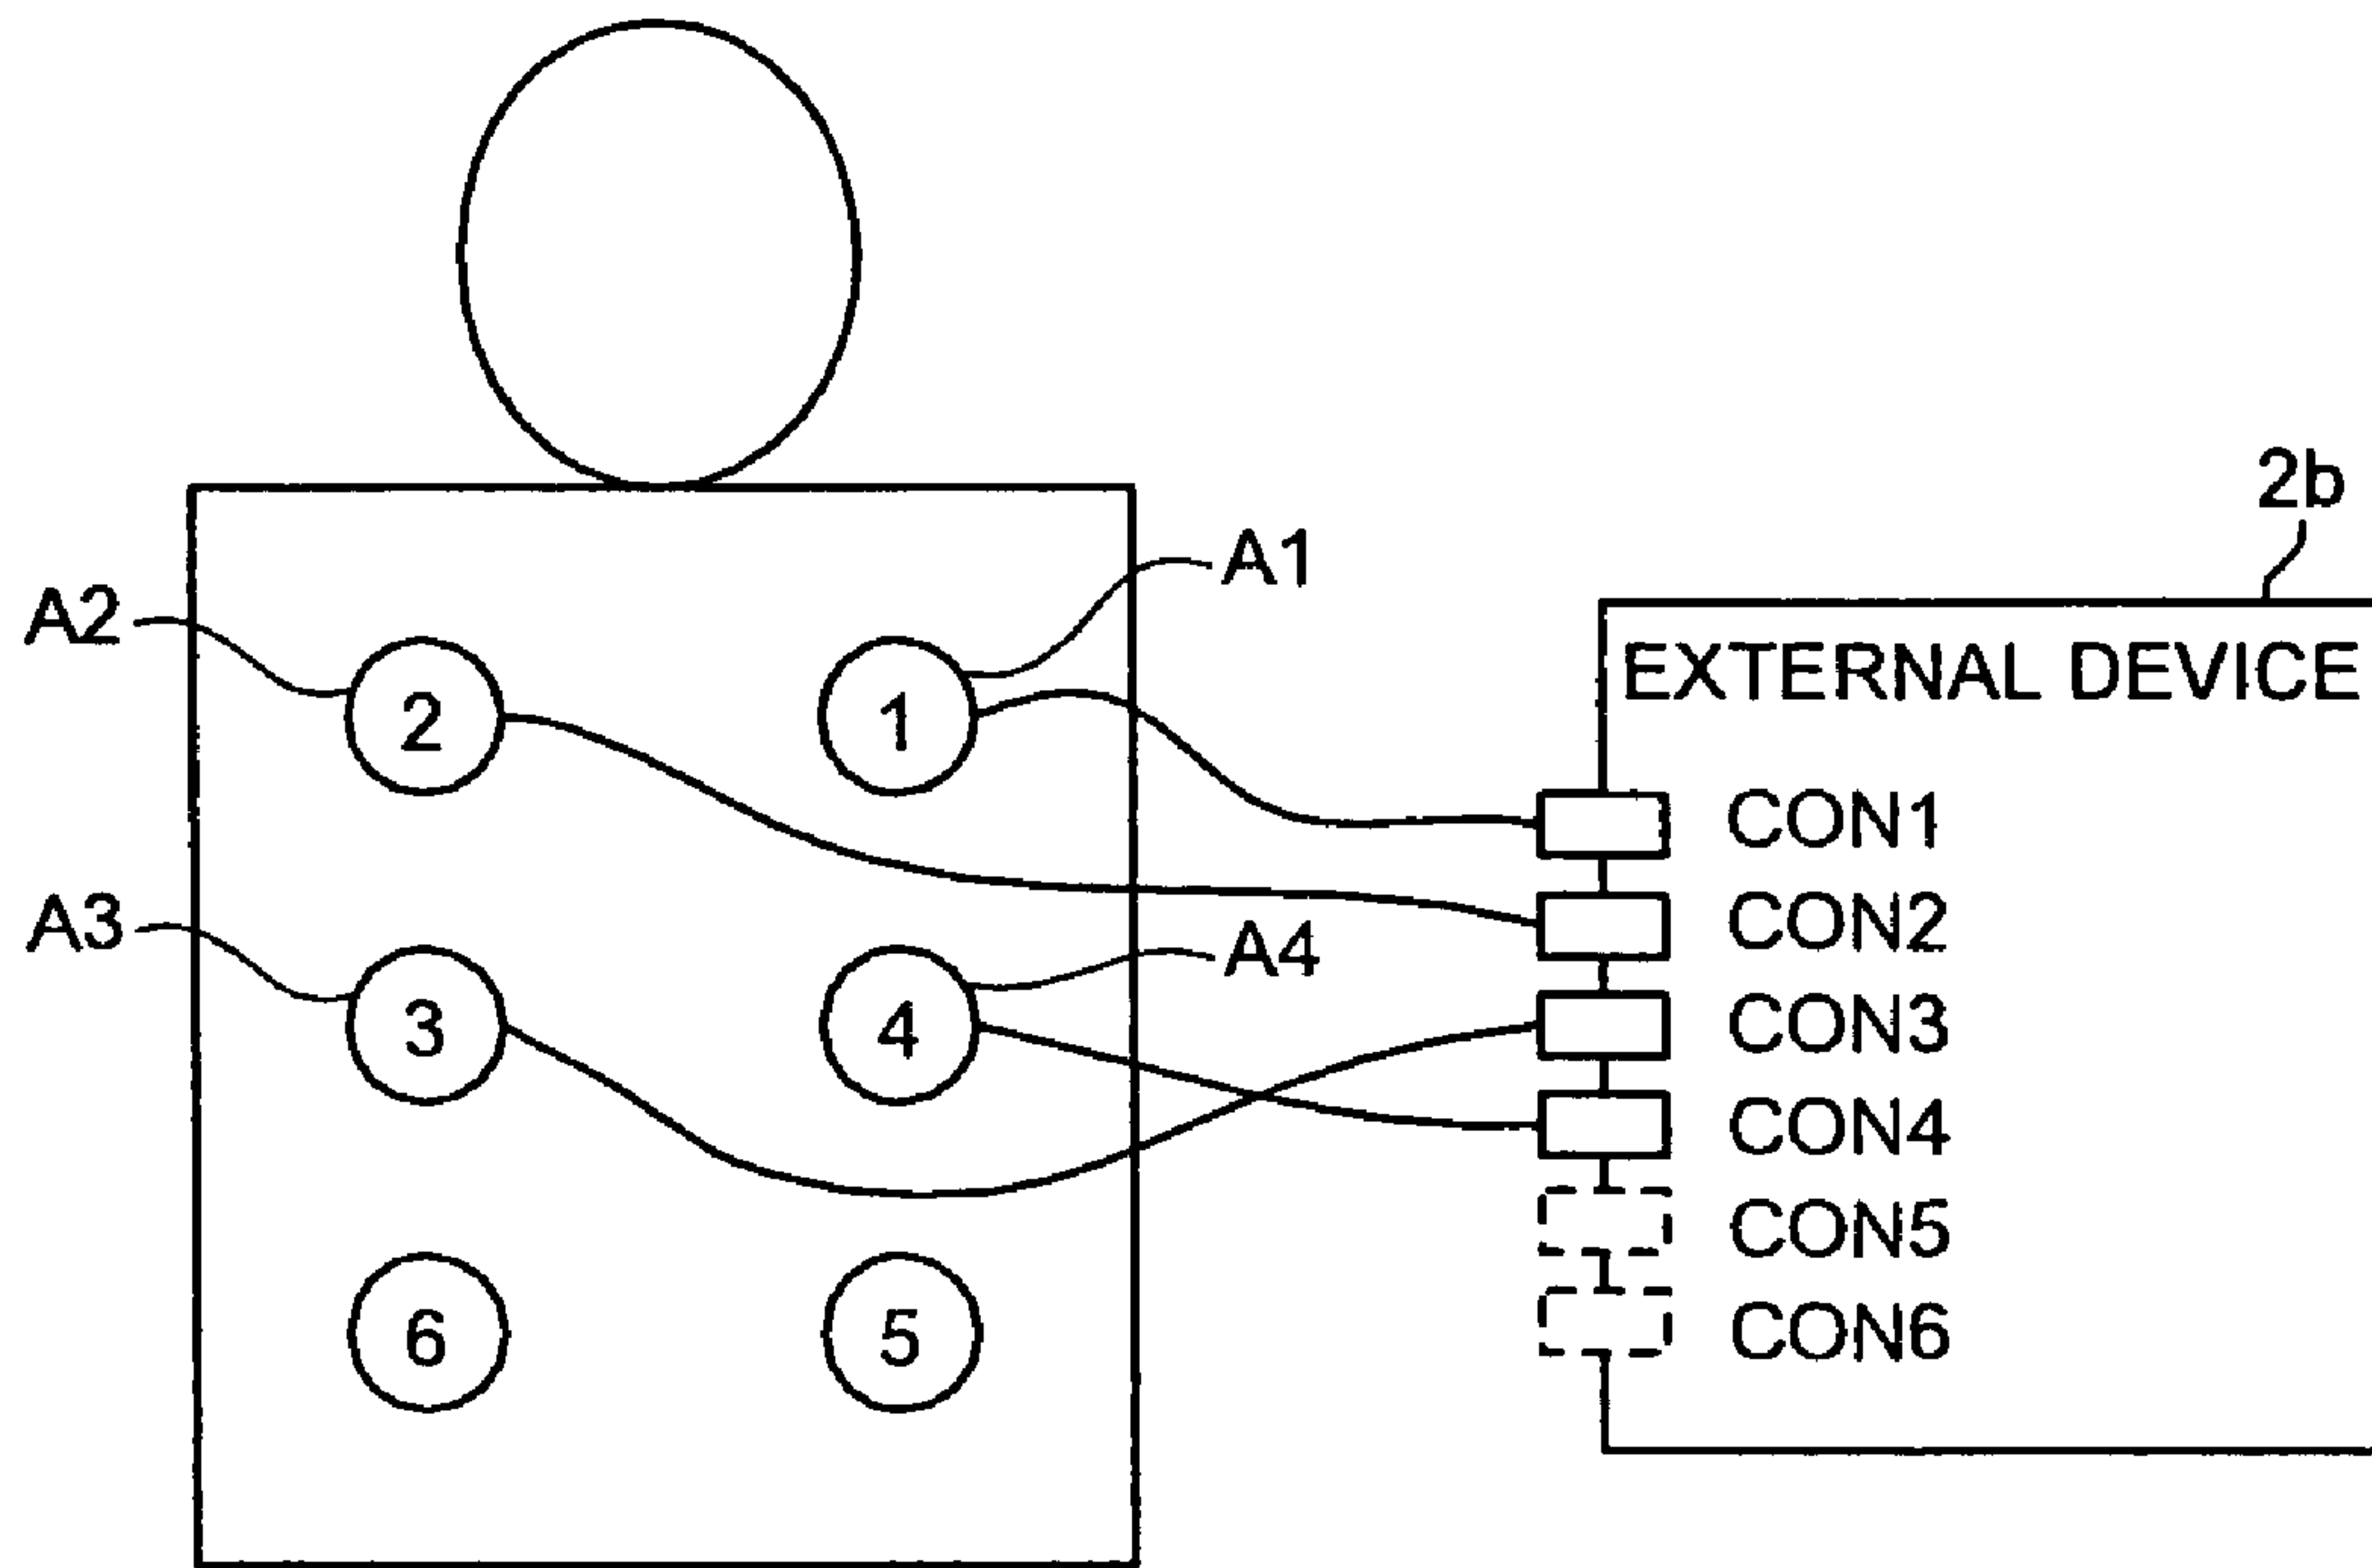 2b
A1
A2
EXTERNAL DEVICE
2
1
CON1
CON2
A3
A4
3
4
CON3
CON4
CON5
6
5
CON6